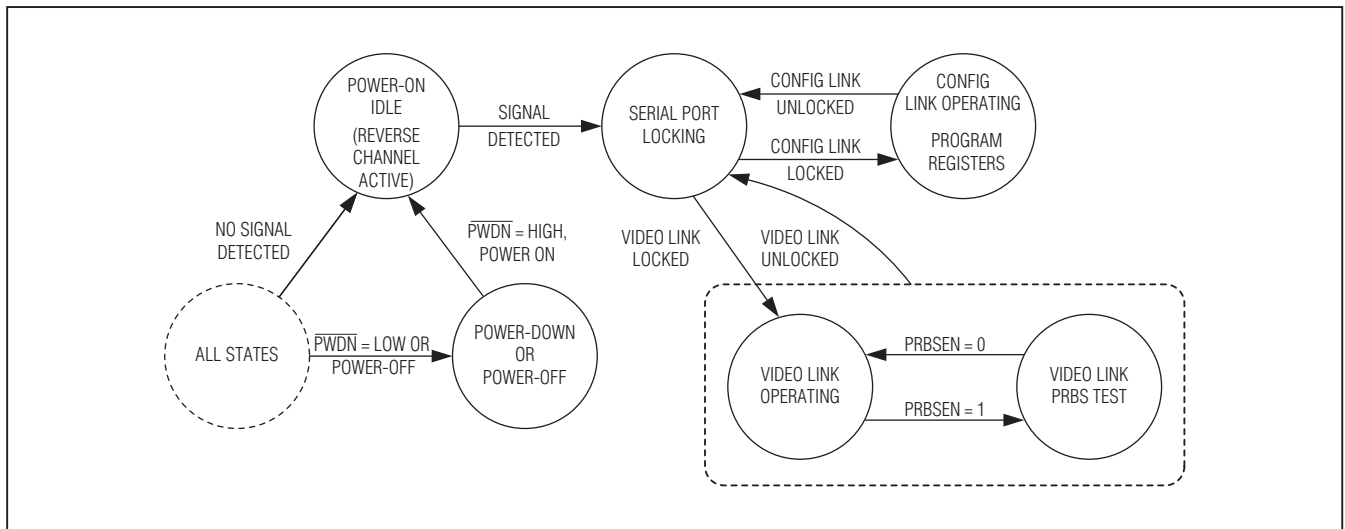 POWER-ON
IDLE
(REVERSE
CHANNEL
ACTIVE)
SIGNAL
DETECTED
SERIAL PORT
LOCKING
CONFIG LINK
UNLOCKED
CONFIG LINK
LOCKED
CONFIG
LINK OPERATING
PROGRAM
REGISTERS
NO SIGNAL
DETECTED
PWDN = HIGH,
POWER ON
VIDEO LINK
LOCKED
VIDEO LINK
UNLOCKED
ALL STATES
PWDN = LOW OR
POWER-OFF
POWER-DOWN
OR
POWER-OFF
VIDEO LINK
OPERATING
PRBSEN = 0
PRBSEN = 1
VIDEO LINK
PRBS TEST